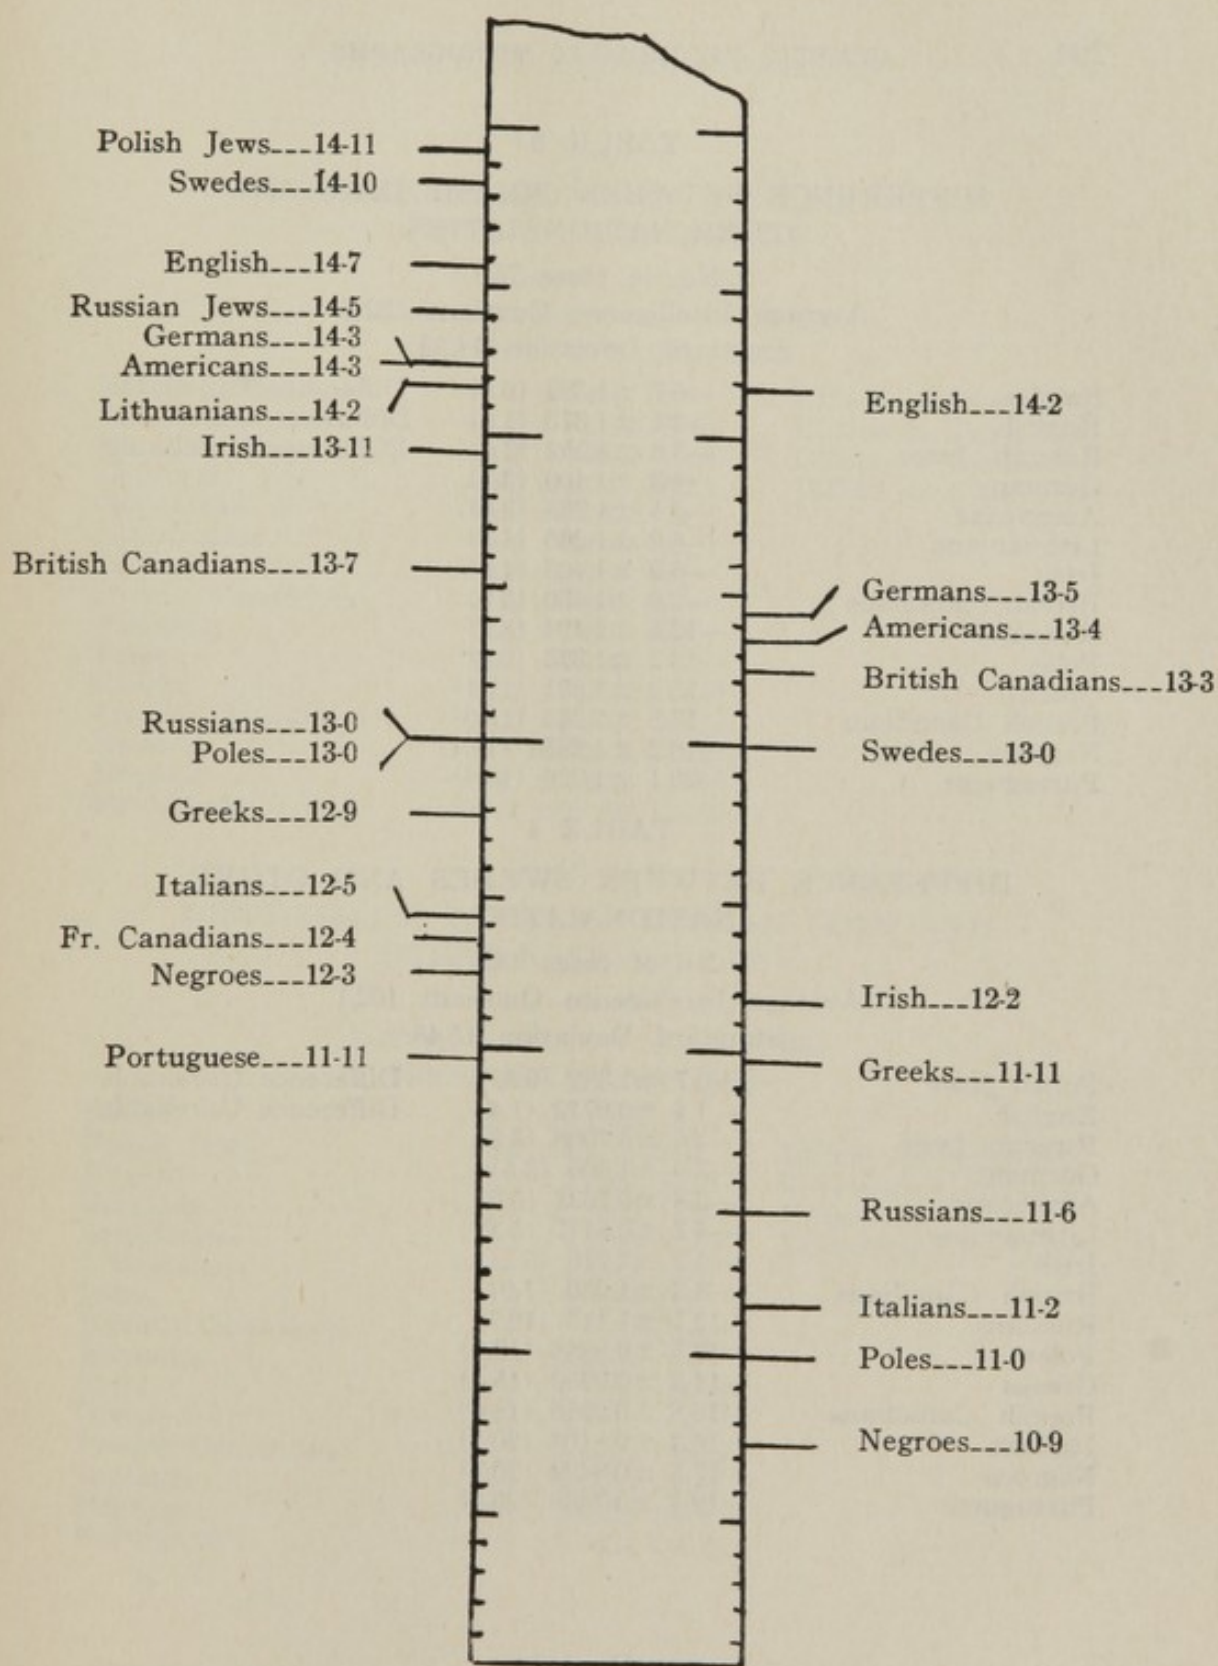 Polish Jews---14-11
Swedes---14-10
English---14-7
Russian Jews---14-5
Germans---14-3
Americans---14-3
Lithuanians---14-2
Irish---13-11
British Canadians---13-7
Russians---13-0
Poles---13-0
Greeks---12-9
Italians---12-5
Fr. Canadians---12-4
Negroes---12-3
Portuguese---11-11
English---14-2
Germans---13-5
Americans---13-4
British Canadians---13-3
Swedes---13-0
Irish---12-2
Greeks---11-11
Russians---11-6
Italians---11-2
Poles---11-0
Negroes---10-9